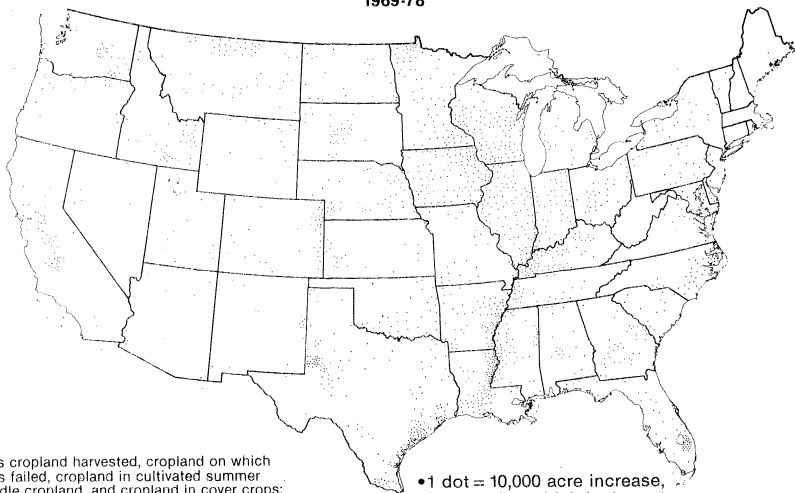 1969-78
s cropland harvested, cropland on which
s failed, cropland in cultivated summer
dle cropland, and cropland in cover crops;
• 1 dot = 10,000 acre increase,